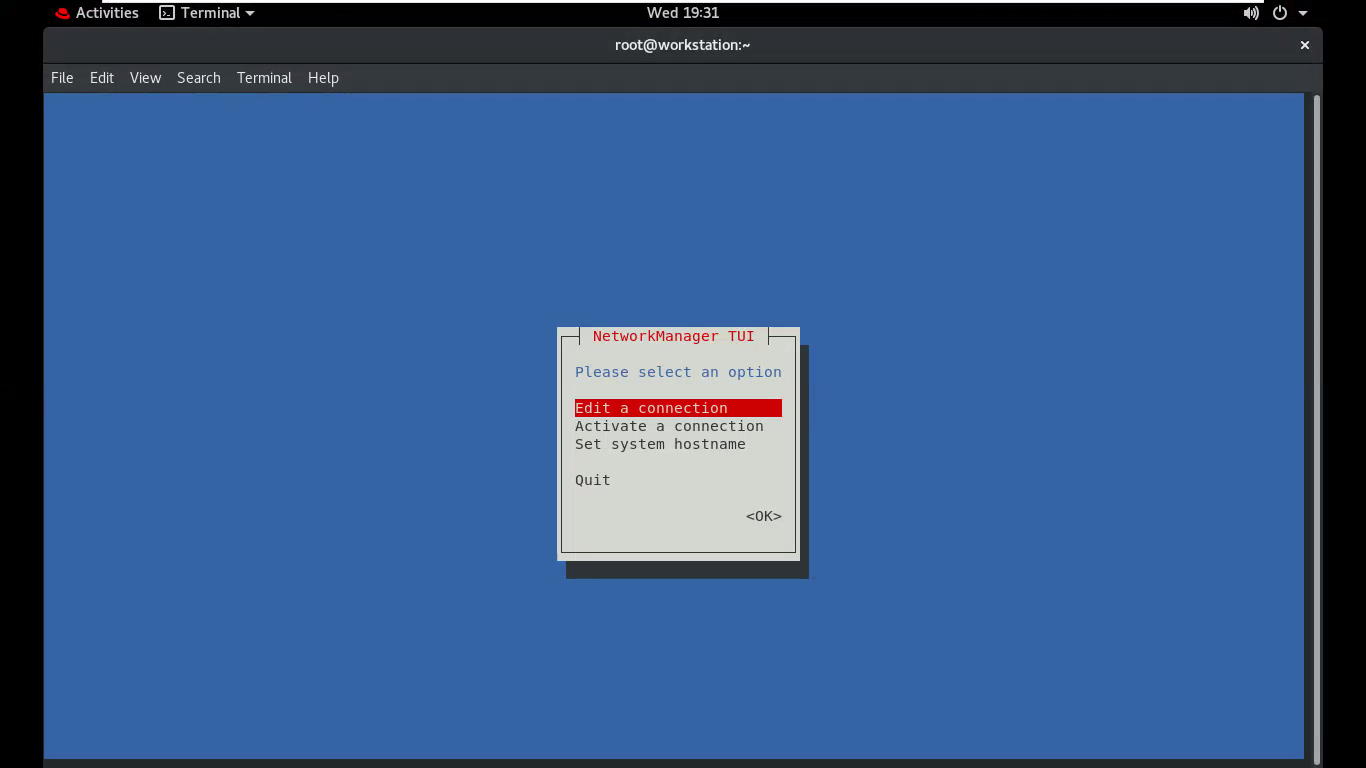 Activities Terminal Wed 19:31
root@workstation:~
File Edit View Search Terminal Help
NetworkManager TUI
Please select an option
Edit a connection
Activate a connection
Set system hostname
Quit
<OK>